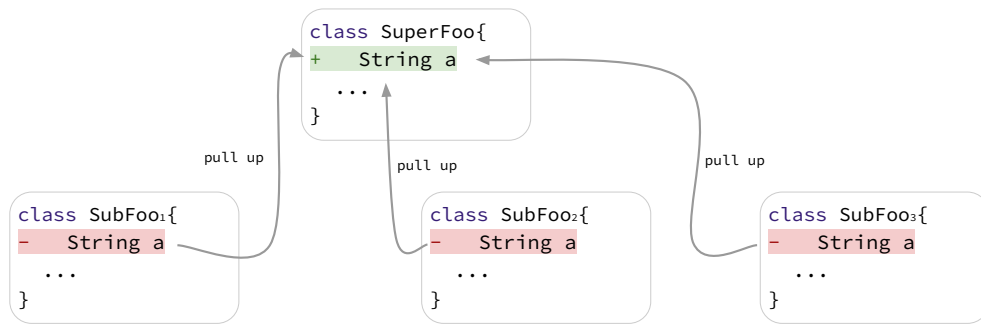 class SuperFoo{
+ String a
...
}
pull up
pull up
pull up
class SubFoo₁{
- String a
...
}
class SubFoo₂{
- String a
...
}
class SubFoo₃{
- String a
...
}